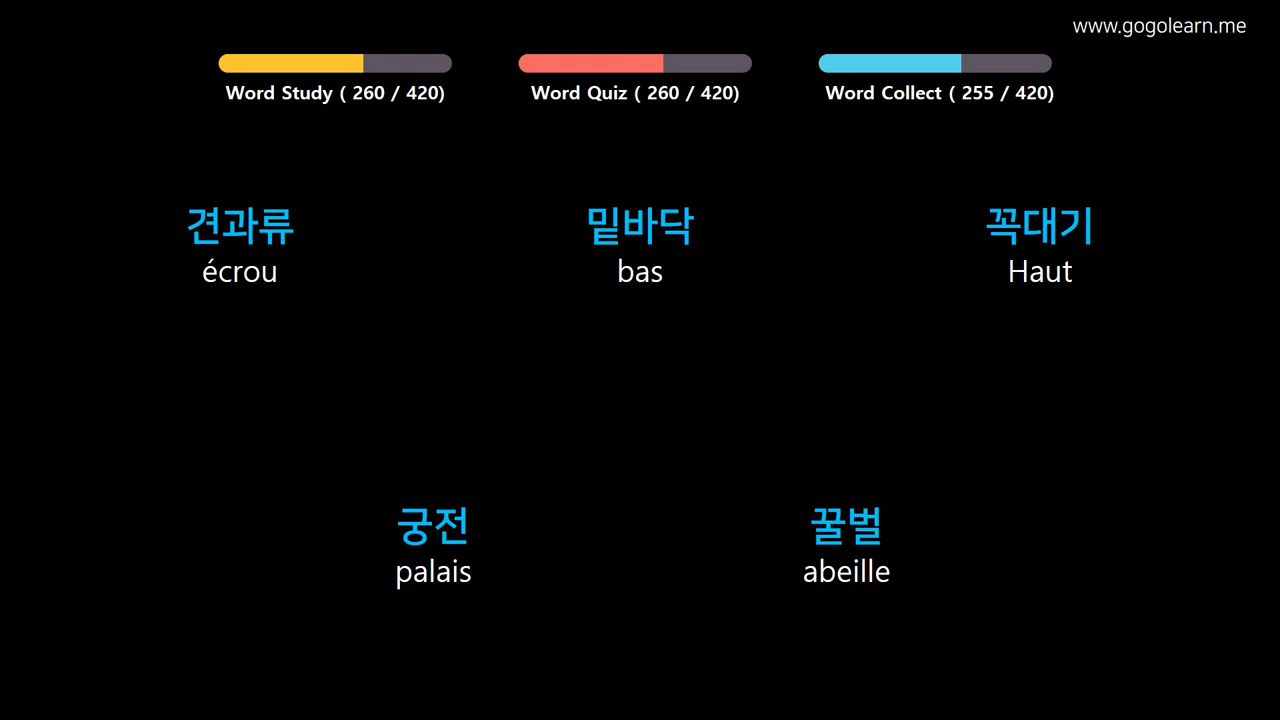 www.gogolearn.me
Word Study ( 260 / 420)
Word Quiz ( 260 / 420)
Word Collect ( 255 / 420)
견과류
écrou
밑바닥
bas
꼭대기
Haut
궁전
palais
꿀벌
abeille